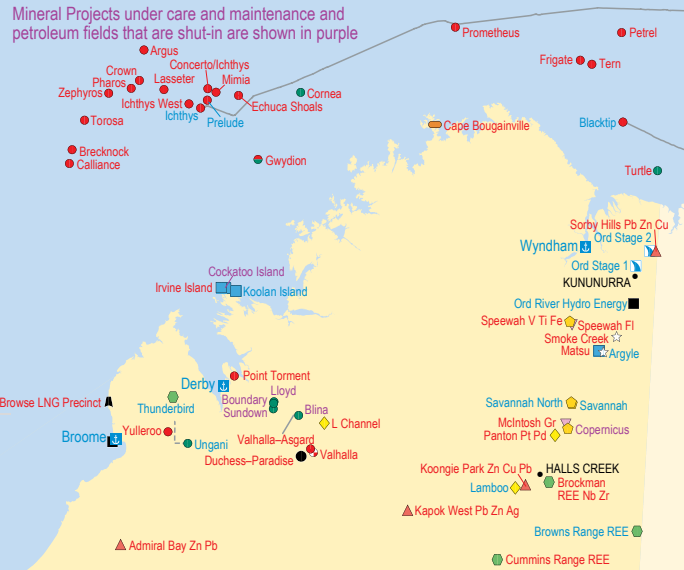 Mineral Projects under care and maintenance and
petroleum fields that are shut-in are shown in purple
Argus
Prometheus
Petrel
Frigate
Tern
Concerto/Ichthys
Crown
Lasseter
Mimia
Pharos
Zephyros
Cornea
Ichthys West
Echuca Shoals
Ichthys
Prelude
Torosa
Cape Bougainville
Blacktip
Brecknock
Calliance
Gwydion
Turtle
Sorby Hills Pb Zn Cu
Ord Stage 2
Wyndham
Ord Stage 1
KUNUNURRA
Cockatoo Island
Irvine Island
Koolan Island
Ord River Hydro Energy
Speewah V Ti Fe
Speewah Fl
Smoke Creek
Matsu
Argyle
Point Torment
Derby
Lloyd
Browse LNG Precinct
Thunderbird
Boundary
Sundown
Blina
Savannah North
Savannah
L Channel
McIntosh Gr
Copernicus
Panton Pt Pd
Broome
Yulleroo
Ungani
Valhalla–Asgard
Valhalla
Duchess–Paradise
Koongie Park Zn Cu Pb
HALLS CREEK
Lamboo
Brockman
REE Nb Zr
Kapok West Pb Zn Ag
Browns Range REE
Admiral Bay Zn Pb
Cummins Range REE